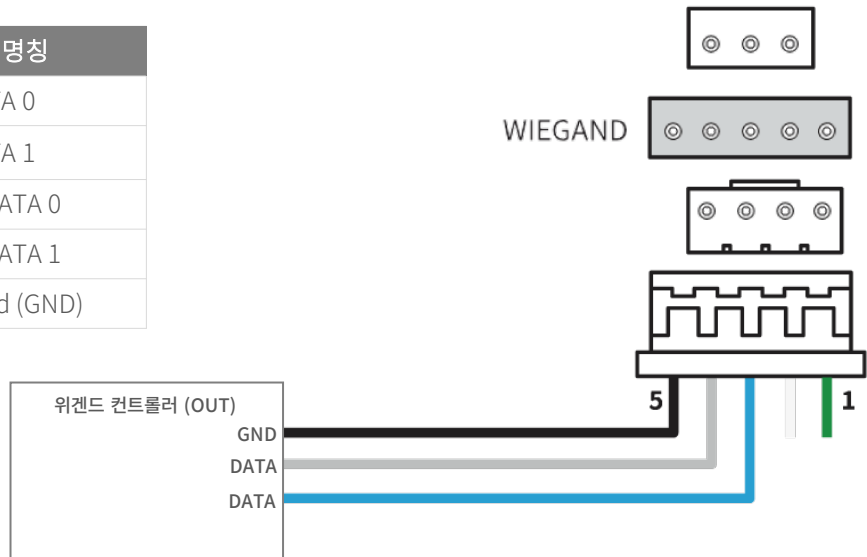 명칭
A 0
A 1
ATA 0
ATA 1
d (GND)
WIEGAND
5
1
위겐드 컨트롤러 (OUT)
GND
DATA
DATA